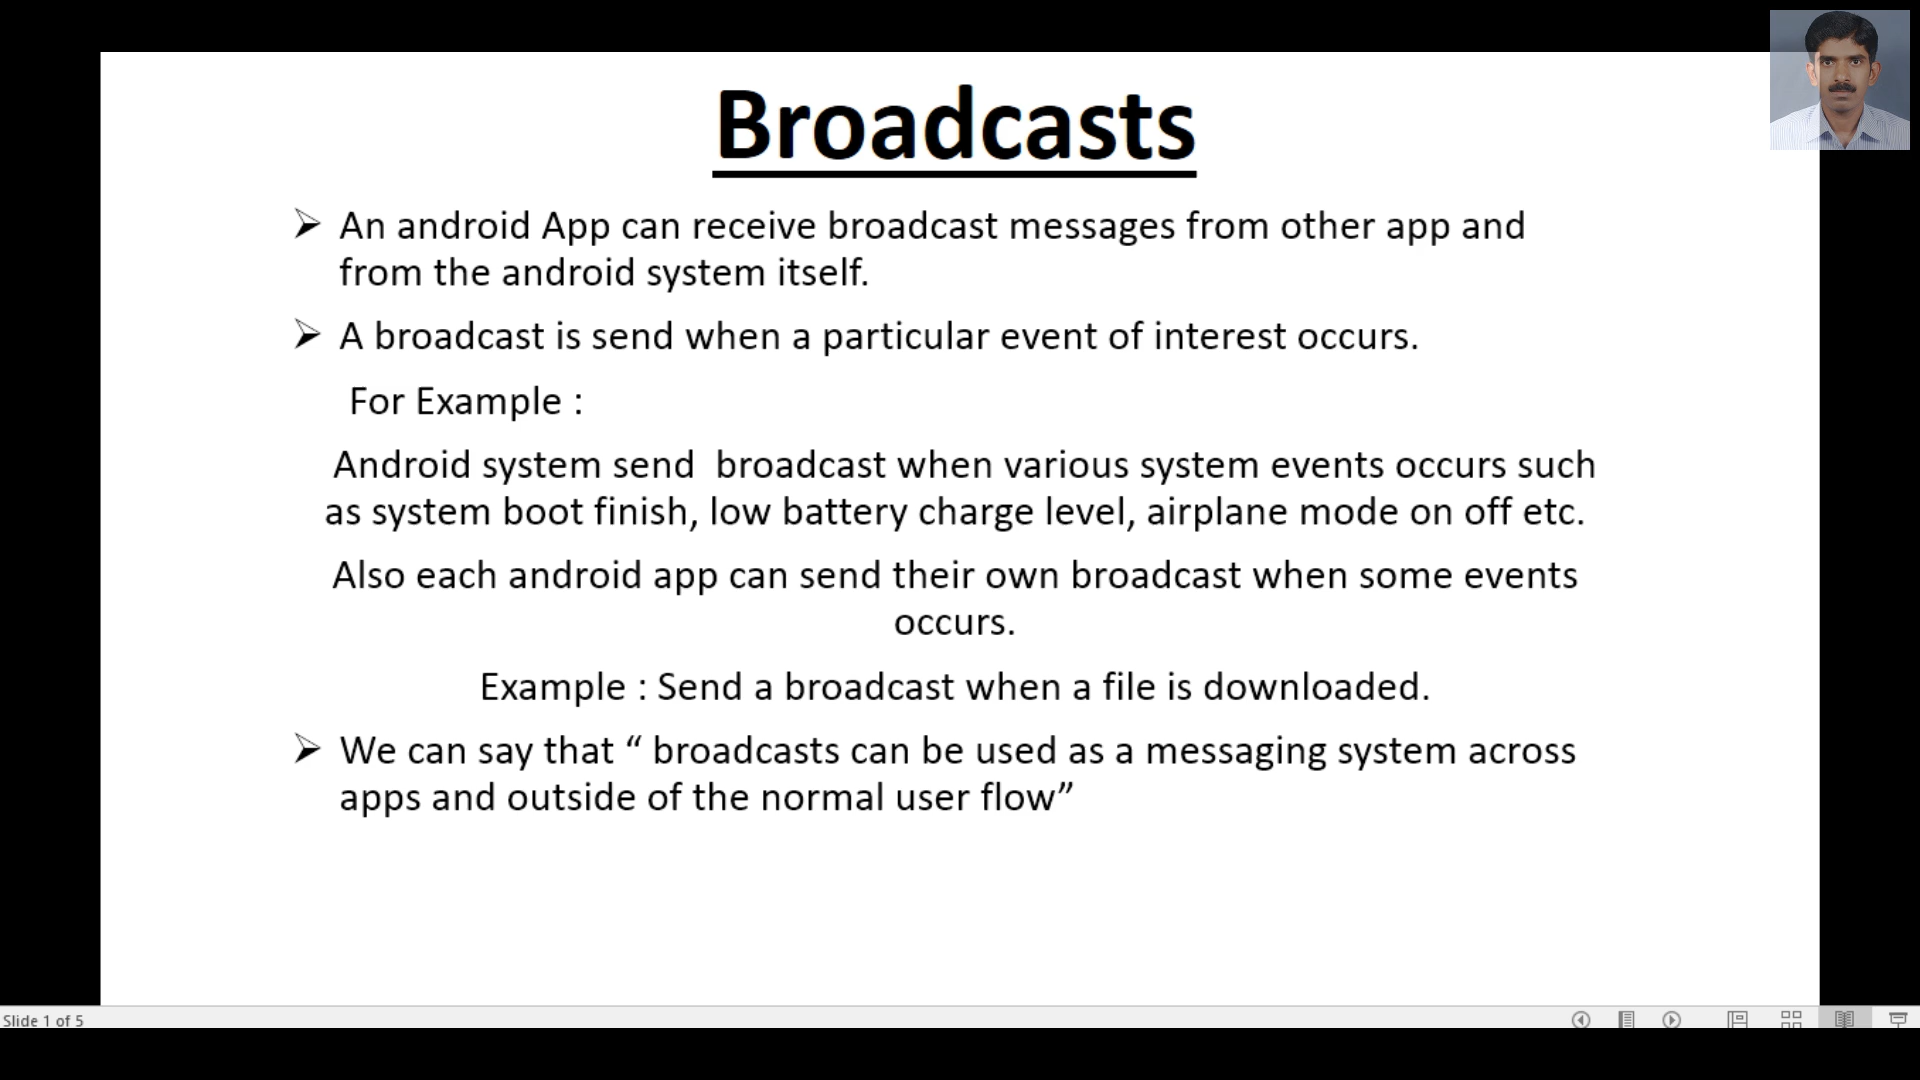 Broadcasts
An android App can receive broadcast messages from other app and
from the android system itself.
A broadcast is send when a particular event of interest occurs.
For Example :
Android system send  broadcast when various system events occurs such
as system boot finish, low battery charge level, airplane mode on off etc.
Also each android app can send their own broadcast when some events
occurs.
Example : Send a broadcast when a file is downloaded.
We can say that “ broadcasts can be used as a messaging system across
apps and outside of the normal user flow”
Slide 1 of 5